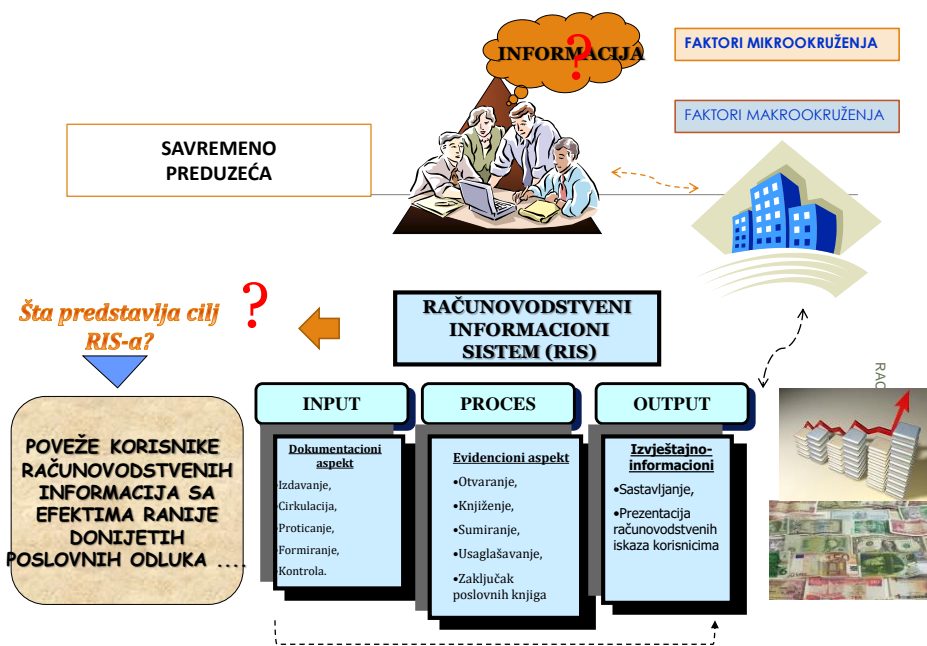 INFORMACIJA
?
FAKTORI MIKROOKRUŽENJA
FAKTORI MAKROOKRUŽENJA
SAVREMENO
PREDUZEĆA
Šta predstavlja cilj
RIS-a?
?
RAČUNOVODSTVENI
INFORMACIONI
SISTEM (RIS)
POVEŽE KORISNIKE
RAČUNOVODSTVENIH
INFORMACIJA SA
EFEKTIMA RANIJE
DONIJETIH
POSLOVNIH ODLUKA ....
INPUT
Dokumentacioni
aspekt
•Izdavanje,
•Cirkulacija,
•Proticanje,
•Formiranje,
•Kontrola.
PROCES
Evidencioni aspekt
•Otvaranje,
•Knjiženje,
•Sumiranje,
•Usaglašavanje,
•Zaključak
poslovnih knjiga
OUTPUT
Izvještajno-
informacioni
•Sastavljanje,
•Prezentacija
računovodstvenih
iskaza korisnicima